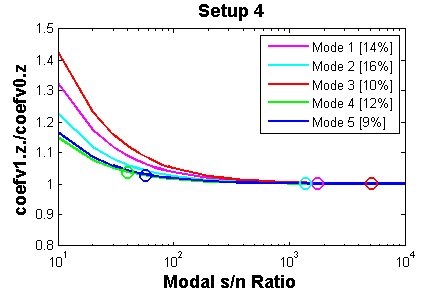 Setup 4
coefv1.z./coefv0.z
1.5
1.4
1.3
1.2
1.1
1
0.9
0.8
Mode 1 [14%]
Mode 2 [16%]
Mode 3 [10%]
Mode 4 [12%]
Mode 5 [9%]
10^1
10^2
10^3
10^4
Modal s/n Ratio